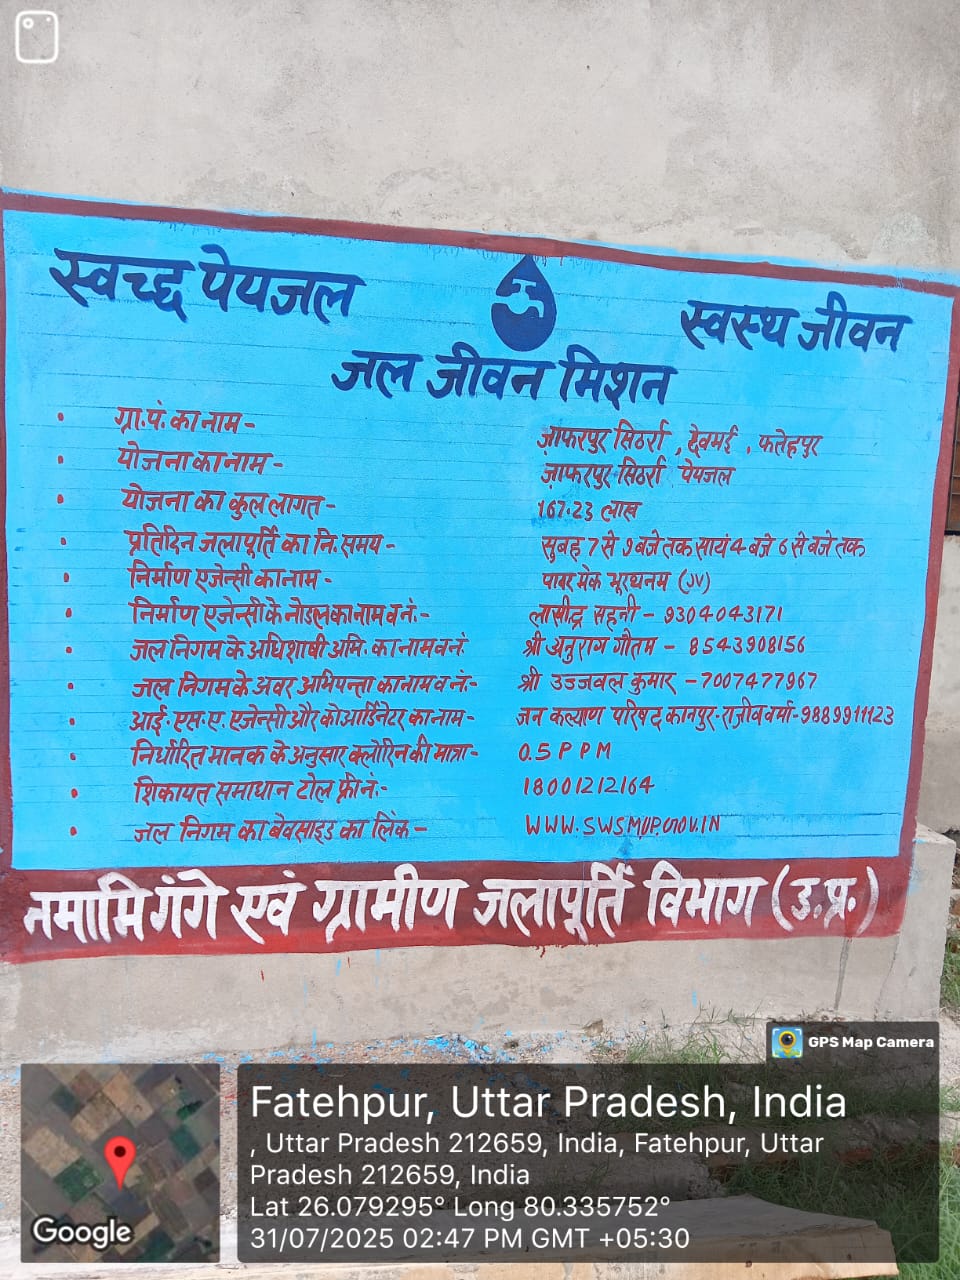 स्वच्छ पेयजल
स्वस्थ जीवन
जल जीवन मिशन
• ग्रा.पं. का नाम - ज़ाफरपुर सिठर्रा , देवमई , फतेहपुर
• योजना का नाम - ज़ाफरपुर सिठर्रा पेयजल
• योजना का कुल लागत - 167.23 लाख
• प्रतिदिन जलापूर्ति का नि. समय - सुबह 7 से 9 बजे तक सायं 4 बजे 6 से बजे तक
• निर्माण एजेन्सी का नाम - पावर मेक भूरथनम (JV)
• निर्माण एजेन्सी के नोडल का नाम व नं. - सहनी - 9304043171
• जल निगम के अधिशाषी अभि. का नाम व नं. श्री अनुराग गौतम - 8543908156
• जल निगम के अवर अभियन्ता का नाम व नं. - श्री उज्जवल कुमार - 7007477967
• आई. एस. ए. एजेन्सी और कोआर्डिनेटर का नाम - जन कल्याण परिषद् कानपुर - राजीव वर्मा - 9889911123
• निर्धारित मानक के अनुसार क्लोरिन की मात्रा - 0.5 P P M
• शिकायत समाधान टोल फ्री नं. - 18001212164
• जल निगम का बेवसाइड का लिंक - WWW.SWSMUP.GOV.IN
नमामि गंगे एवं ग्रामीण जलापूर्ति विभाग (उ.प्र.)
GPS Map Camera
Fatehpur, Uttar Pradesh, India
, Uttar Pradesh 212659, India, Fatehpur, Uttar
Pradesh 212659, India
Lat 26.079295° Long 80.335752°
31/07/2025 02:47 PM GMT +05:30
Google